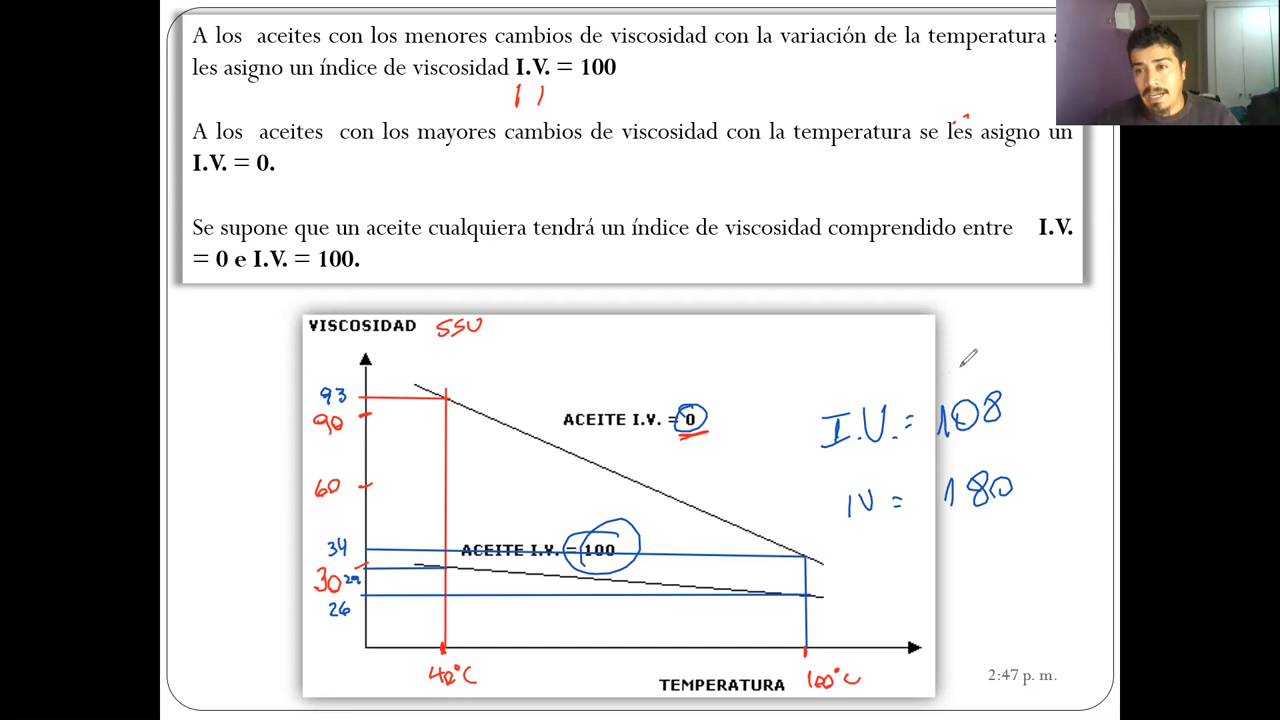 A los aceites con los menores cambios de viscosidad con la variación de la temperatura
les asigno un índice de viscosidad I.V. = 100
A los aceites con los mayores cambios de viscosidad con la temperatura se les asigno un
I.V. = 0.
Se supone que un aceite cualquiera tendrá un índice de viscosidad comprendido entre I.V.
= 0 e I.V. = 100.
VISCOSIDAD SSU
93
90
ACEITE I.V. = 0
I.V. = 108
60
IV = 180
34
ACEITE I.V. = 100
30 29
26
40°C
TEMPERATURA 100°C
2:47 p. m.